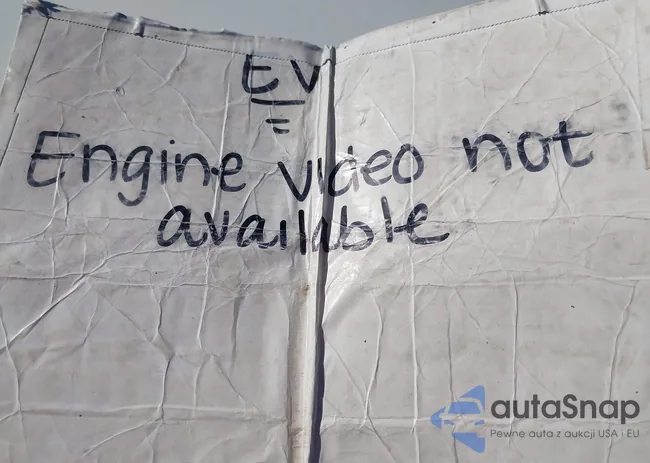 EV
Engine video not
available
autaSnap
Pewne auta z aukcji USA · EU